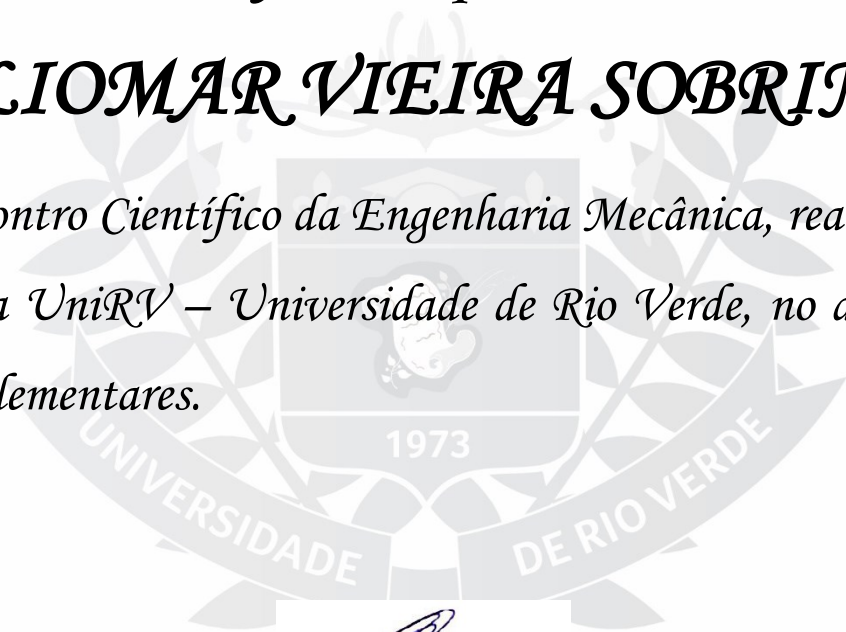 LIOMAR VIEIRA SOBRI
ontro Científico da Engenharia Mecânica, rea
a UniRV – Universidade de Rio Verde, no d
lementares.
1973
UNIVERSIDADE DE RIO VERDE